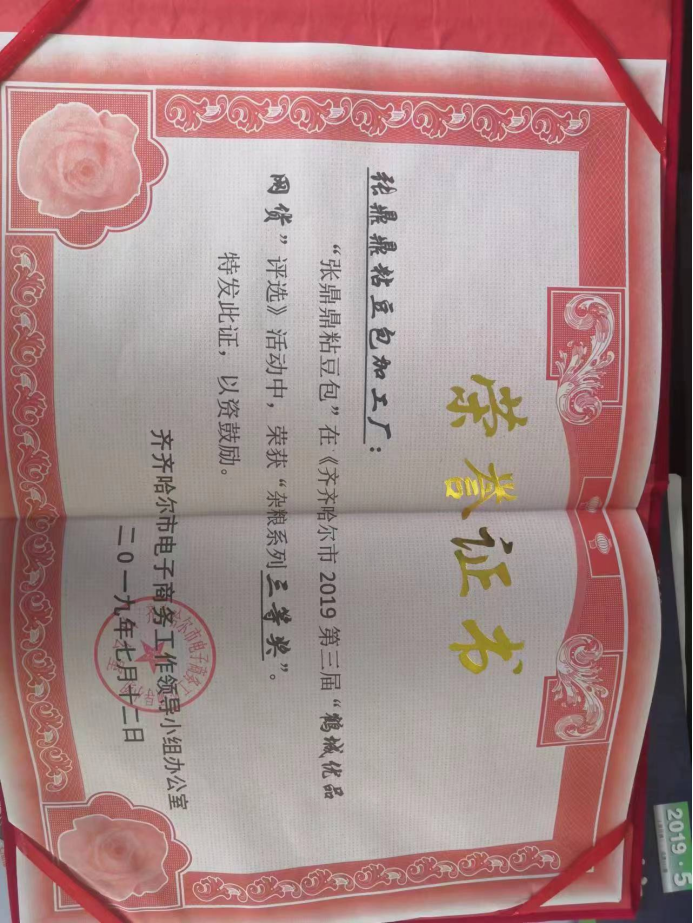 荣誉证书
张鼎鼎粘豆包加工厂：
“张鼎鼎粘豆包”在《齐齐哈尔市2019第三届“鹤城优品
网货”评选》活动中，荣获“杂粮系列三等奖”。
特发此证，以资鼓励。
齐齐哈尔市电子商务工作领导小组办公室
二0一九年七月十二日
2019·5